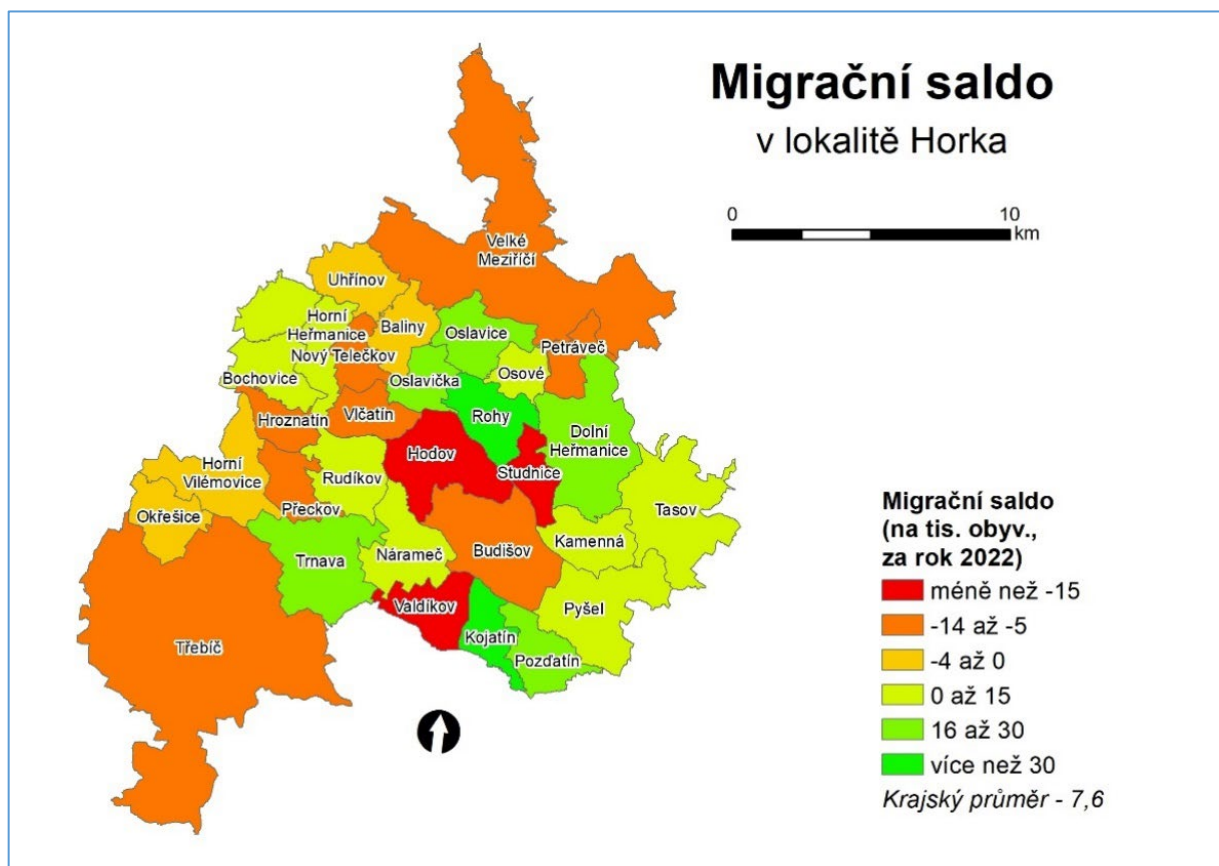 Migrační saldo
v lokalitě Horka
0
10
km
Velké
Meziříčí
Uhřínov
Horní
Heřmanice
Baliny
Oslavice
Nový Telečkov
Petráveč
Bochovice
Oslavička
Osové
Hroznatín
Vlčatín
Rohy
Dolní
Heřmanice
Hodov
Studnice
Horní
Vilémovice
Rudíkov
Tasov
Okřešice
Přeckov
Trnava
Nárameč
Budišov
Kamenná
Valdíkov
Pyšel
Třebíč
Kojatín
Pozďatín
Migrační saldo
(na tis. obyv.,
za rok 2022)
méně než -15
-14 až -5
-4 až 0
0 až 15
16 až 30
více než 30
Krajský průměr - 7,6